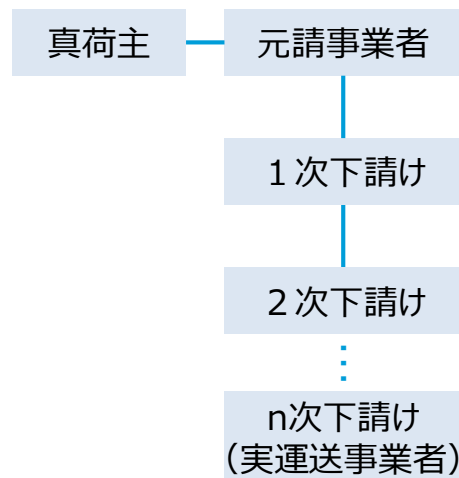 真荷主
元請事業者
１次下請け
２次下請け
n次下請け
（実運送事業者）